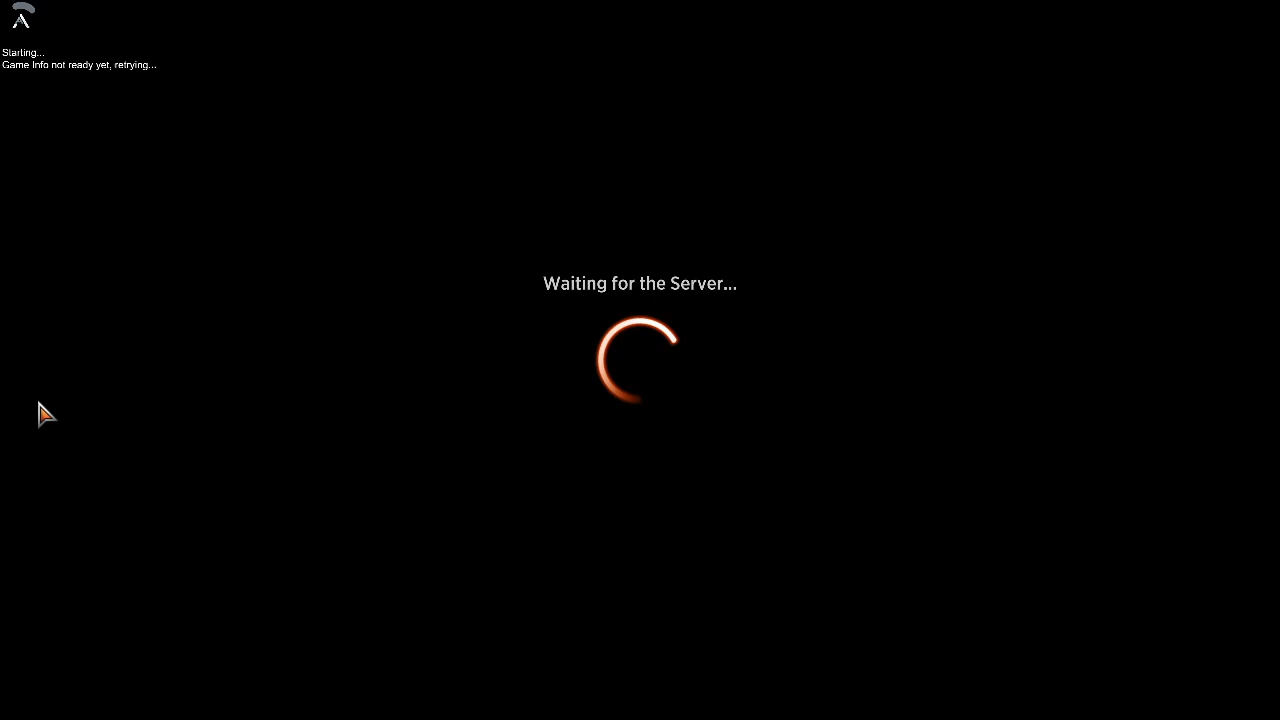 Starting...
Game Info not ready yet, retrying...
Waiting for the Server...